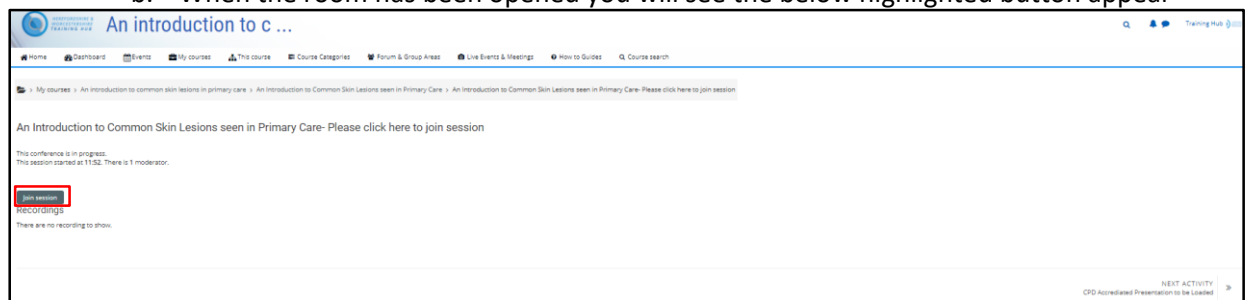 b. When the room has been opened you will see the below highlighted button appear
HEREFORDSHIRE &
WORCESTERSHIRE
TRAINING HUB
An introduction to c ...
Training Hub
Home Dashboard Events My courses This course Course Categories Forum & Group Areas Live Events & Meetings How to Guides Course search
> My courses > An introduction to common skin lesions in primary care > An Introduction to Common Skin Lesions seen in Primary Care > An Introduction to Common Skin Lesions seen in Primary Care- Please click here to join session
An Introduction to Common Skin Lesions seen in Primary Care- Please click here to join session
This conference is in progress.
This session started at 11:52. There is 1 moderator.
Join session
Recordings
There are no recording to show.
NEXT ACTIVITY
CPD Accrediated Presentation to be Loaded